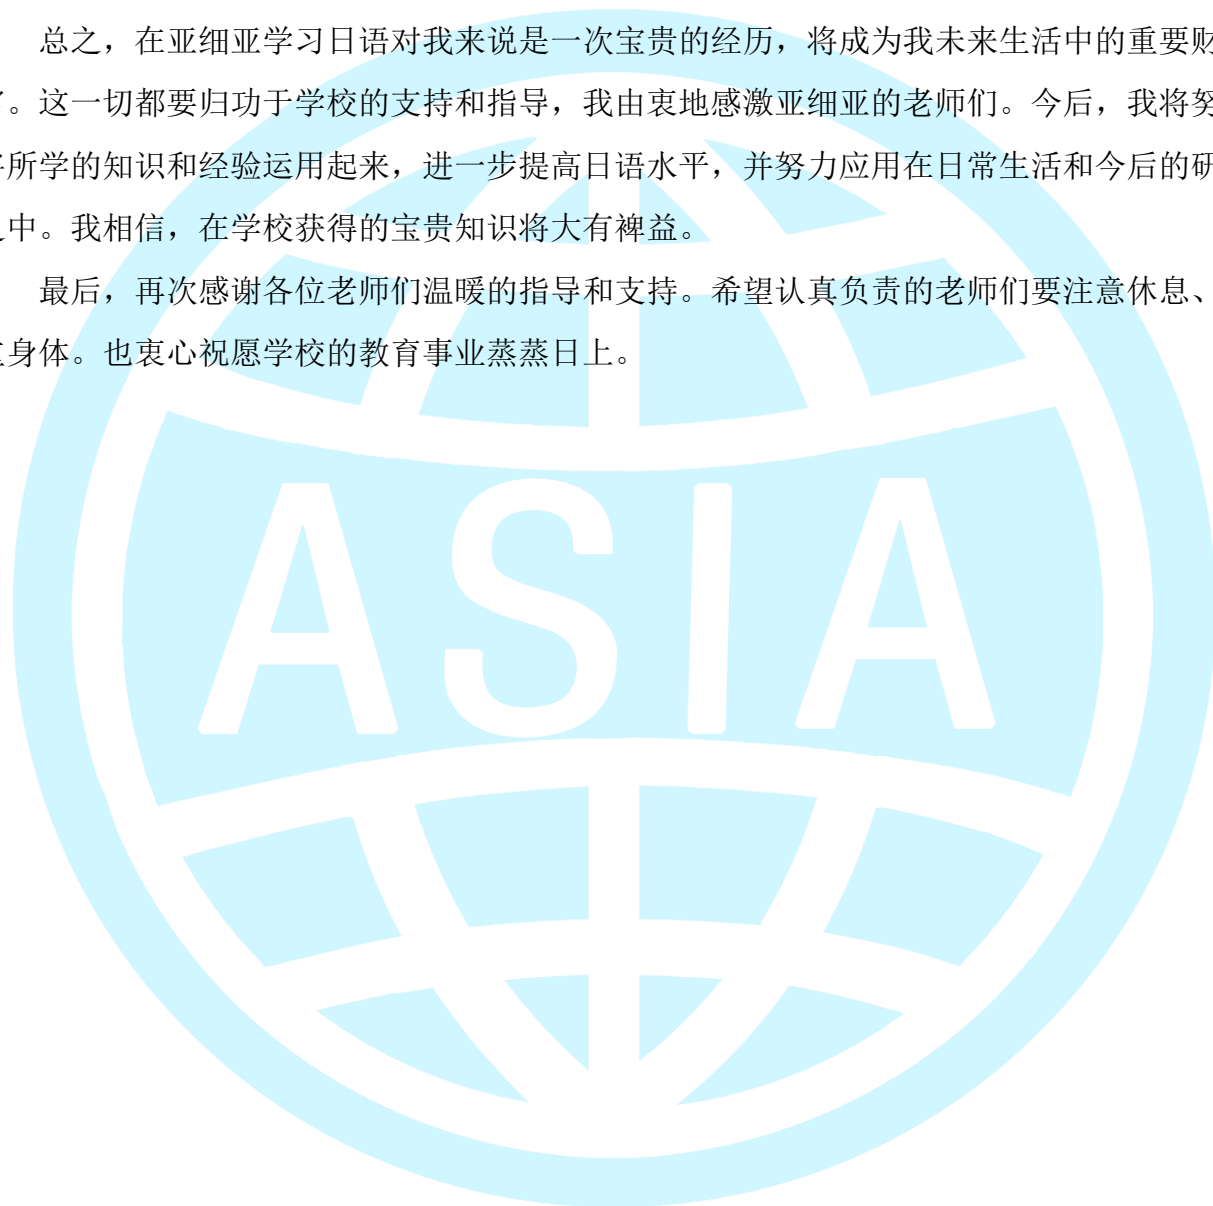 总之，在亚细亚学习日语对我来说是一次宝贵的经历，将成为我未来生活中的重要财
。这一切都要归功于学校的支持和指导，我由衷地感激亚细亚的老师们。今后，我将努
所学的知识和经验运用起来，进一步提高日语水平，并努力应用在日常生活和今后的研
中。我相信，在学校获得的宝贵知识将大有裨益。
最后，再次感谢各位老师们温暖的指导和支持。希望认真负责的老师们要注意休息、
身体。也衷心祝愿学校的教育事业蒸蒸日上。
ASIA